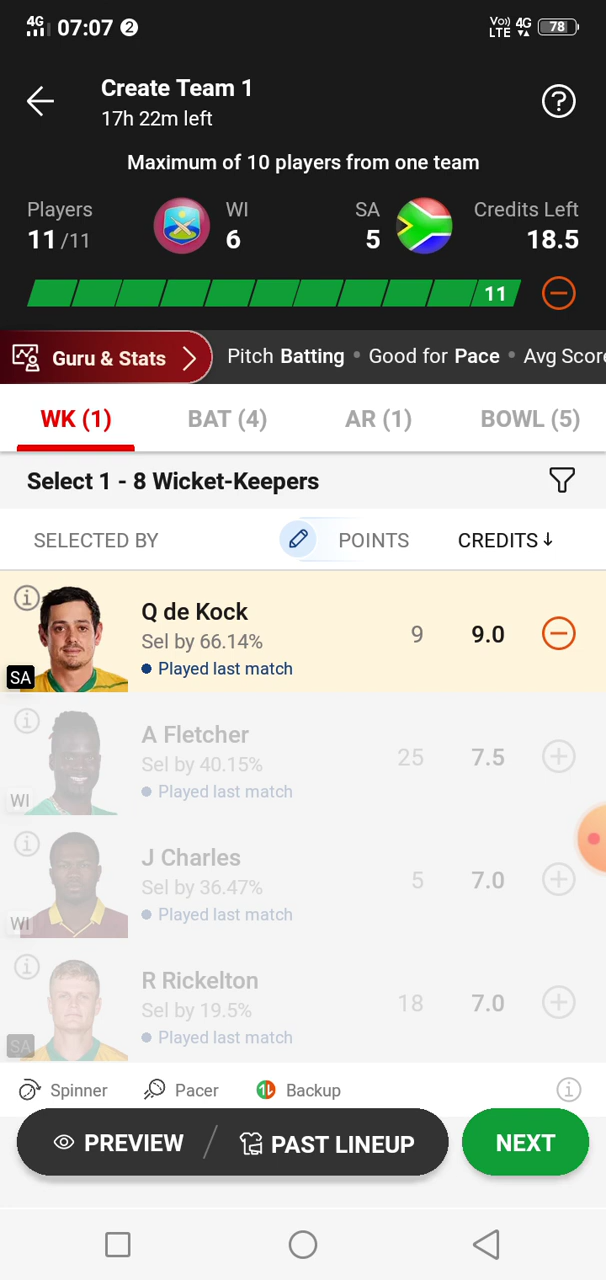 4G 07:07 2 Vo)) LTE 4G 78
Create Team 1
17h 22m left
?
Maximum of 10 players from one team
Players WI SA Credits Left
11/11 6 5 18.5
11
Guru & Stats Pitch Batting • Good for Pace • Avg Score
WK (1) BAT (4) AR (1) BOWL (5)
Select 1 - 8 Wicket-Keepers
SELECTED BY POINTS CREDITS↓
Q de Kock
Sel by 66.14% 9 9.0
Played last match
SA
A Fletcher
Sel by 40.15% 25 7.5
Played last match
WI
J Charles
Sel by 36.47% 5 7.0
Played last match
WI
R Rickelton
Sel by 19.5% 18 7.0
Played last match
SA
Spinner Pacer Backup
PREVIEW / PAST LINEUP NEXT